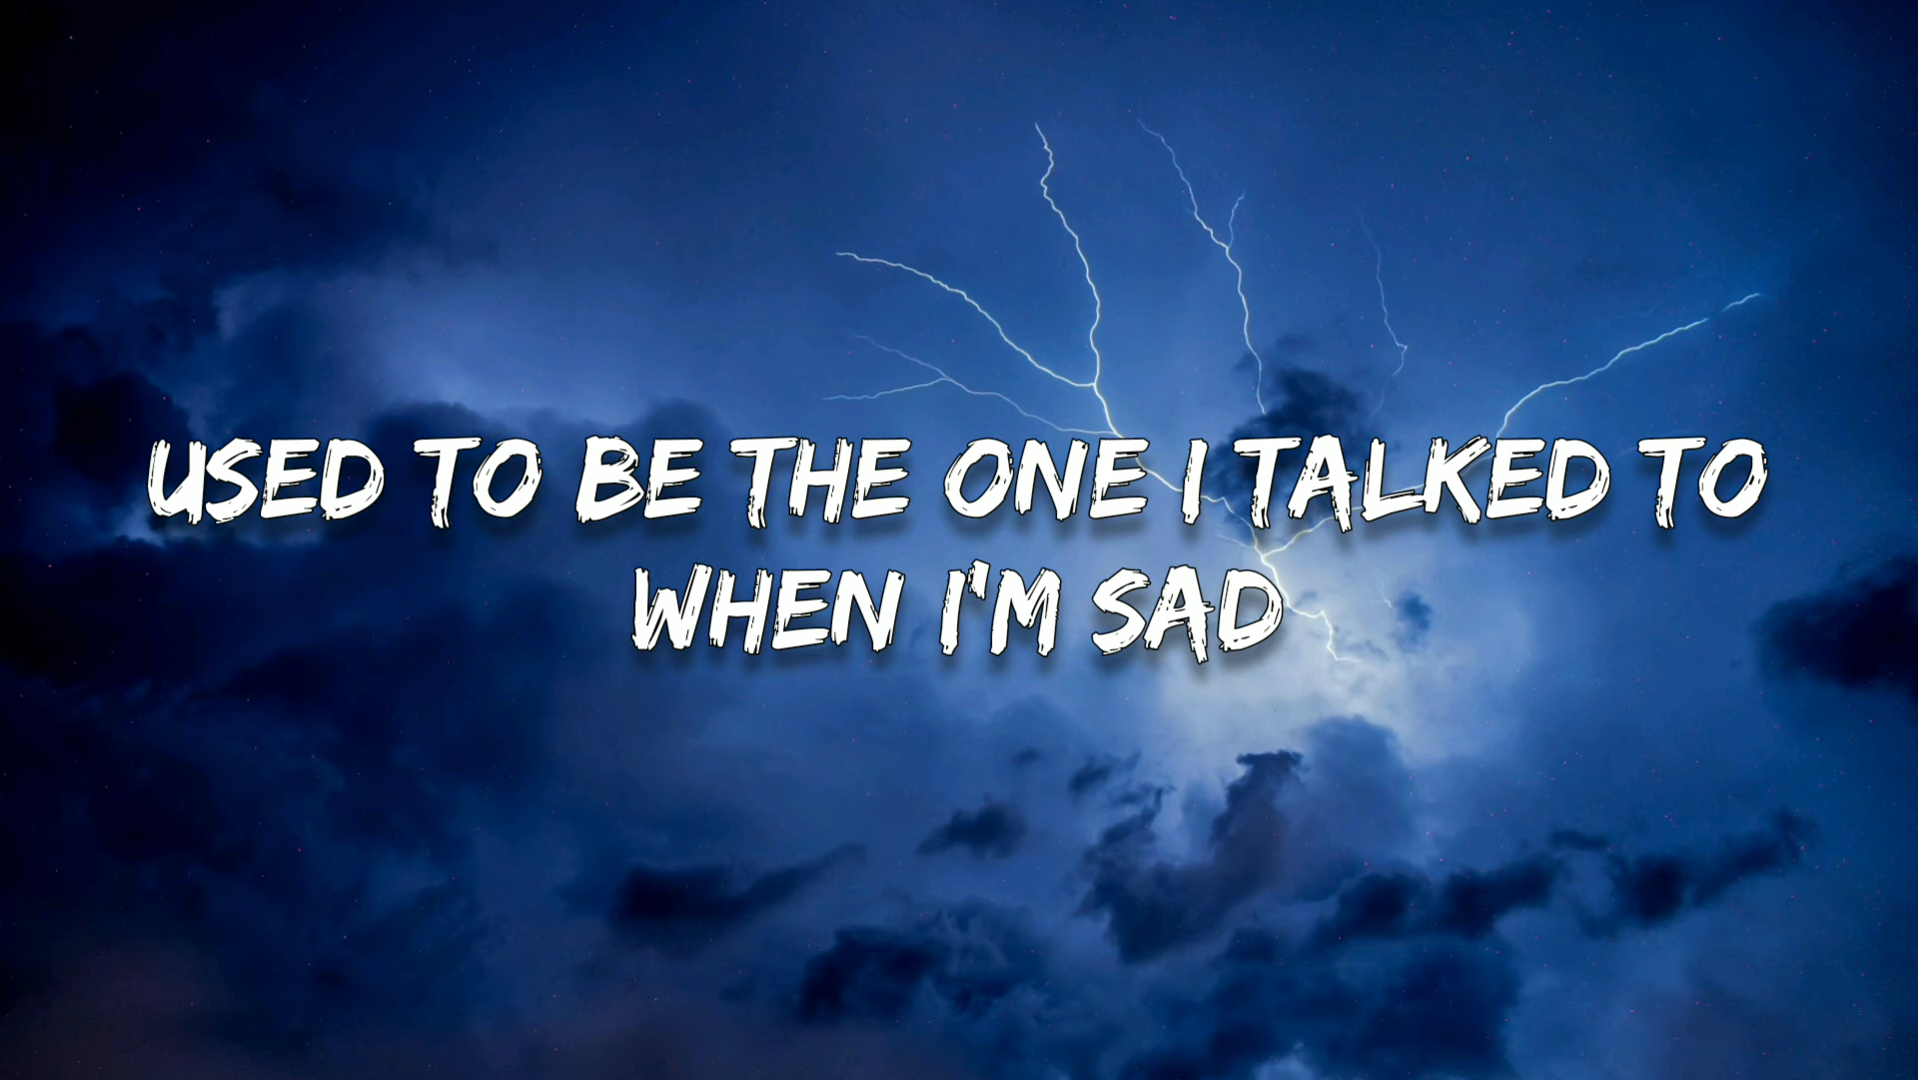 USED TO BE THE ONE I TALKED TO
WHEN I'M SAD